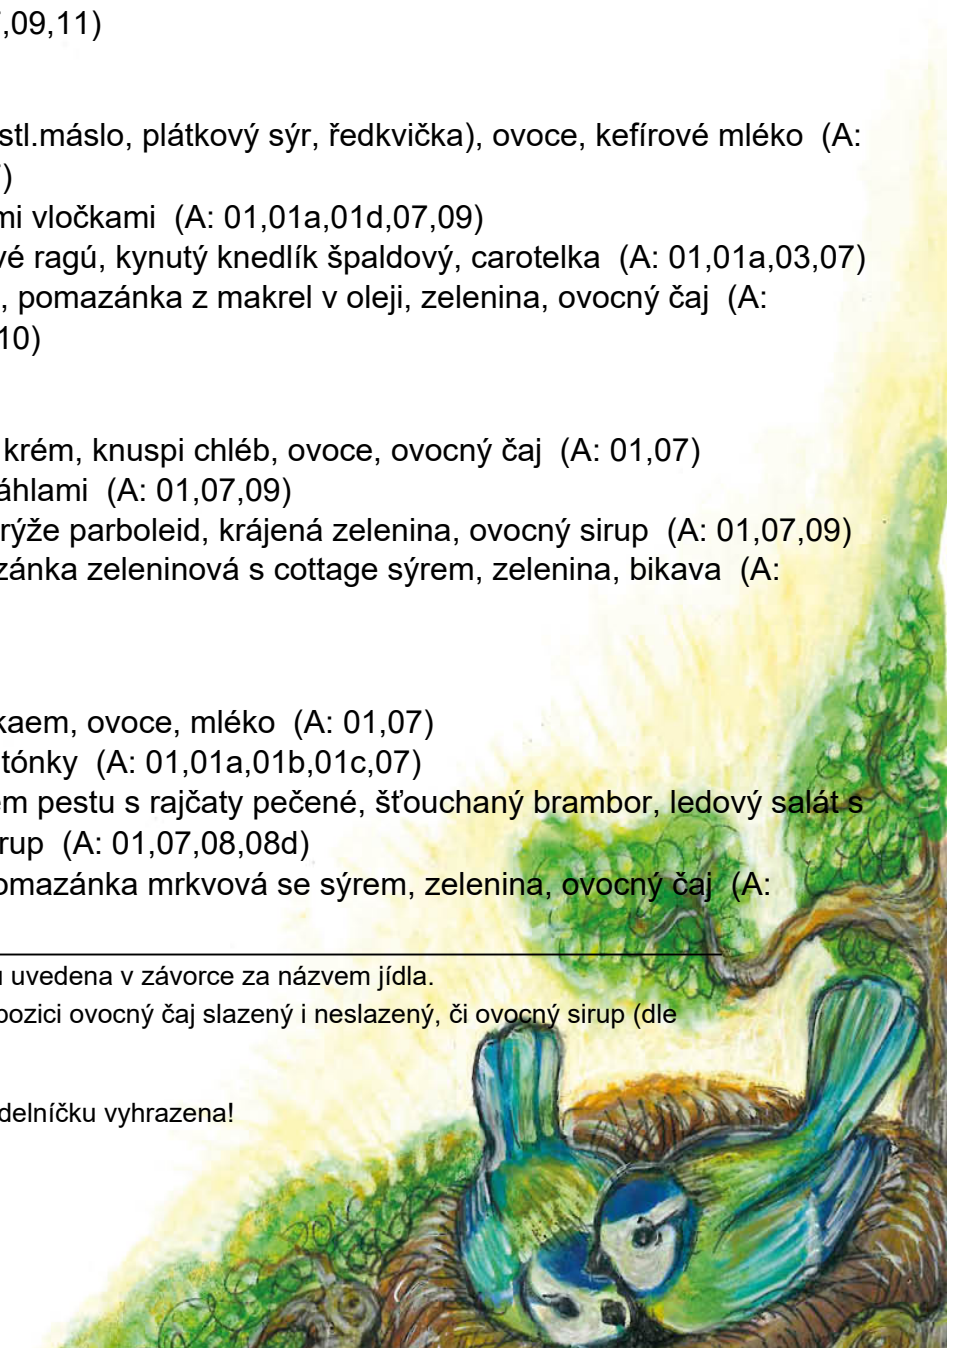 ,09,11)
stl.máslo, plátkový sýr, ředkvička), ovoce, kefírové mléko (A:
)
mi vločkami (A: 01,01a,01d,07,09)
vé ragú, kynutý knedlík špaldový, carotelka (A: 01,01a,03,07)
, pomazánka z makrel v oleji, zelenina, ovocný čaj (A:
10)
krém, knuspi chléb, ovoce, ovocný čaj (A: 01,07)
áhlami (A: 01,07,09)
rýže parboleid, krájená zelenina, ovocný sirup (A: 01,07,09)
zánka zeleninová s cottage sýrem, zelenina, bikava (A:
kaem, ovoce, mléko (A: 01,07)
tónky (A: 01,01a,01b,01c,07)
em pestu s rajčaty pečené, šťouchaný brambor, ledový salát s
rup (A: 01,07,08,08d)
omazánka mrkvová se sýrem, zelenina, ovocný čaj (A:
u uvedena v závorce za názvem jídla.
pozici ovocný čaj slazený i neslazený, či ovocný sirup (dle
delníčku vyhrazena!